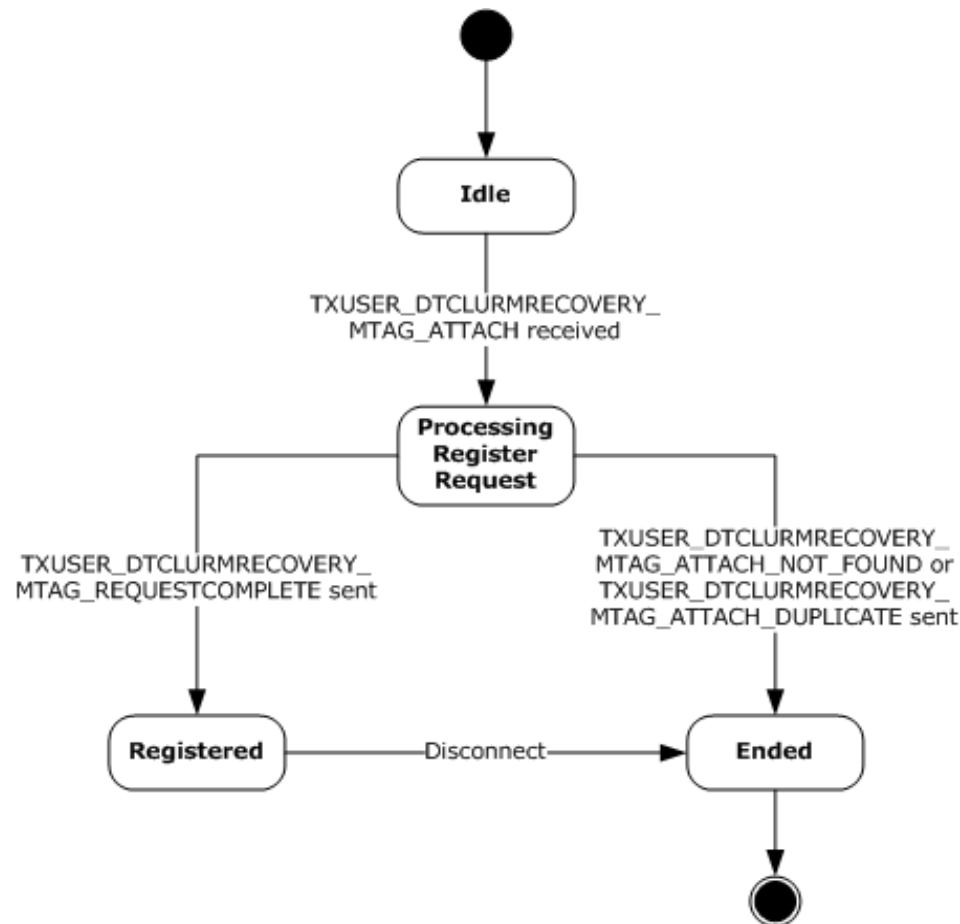 Idle
TXUSER_DTCLURMRECOVERY_
MTAG_ATTACH received
Processing
Register
Request
TXUSER_DTCLURMRECOVERY_
MTAG_REQUESTCOMPLETE sent
TXUSER_DTCLURMRECOVERY_
MTAG_ATTACH_NOT_FOUND or
TXUSER_DTCLURMRECOVERY_
MTAG_ATTACH_DUPLICATE sent
Registered
Disconnect
Ended